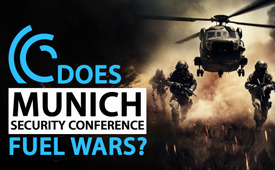 DOES
MUNICH
SECURITY CONFERENCE
FUEL WARS?